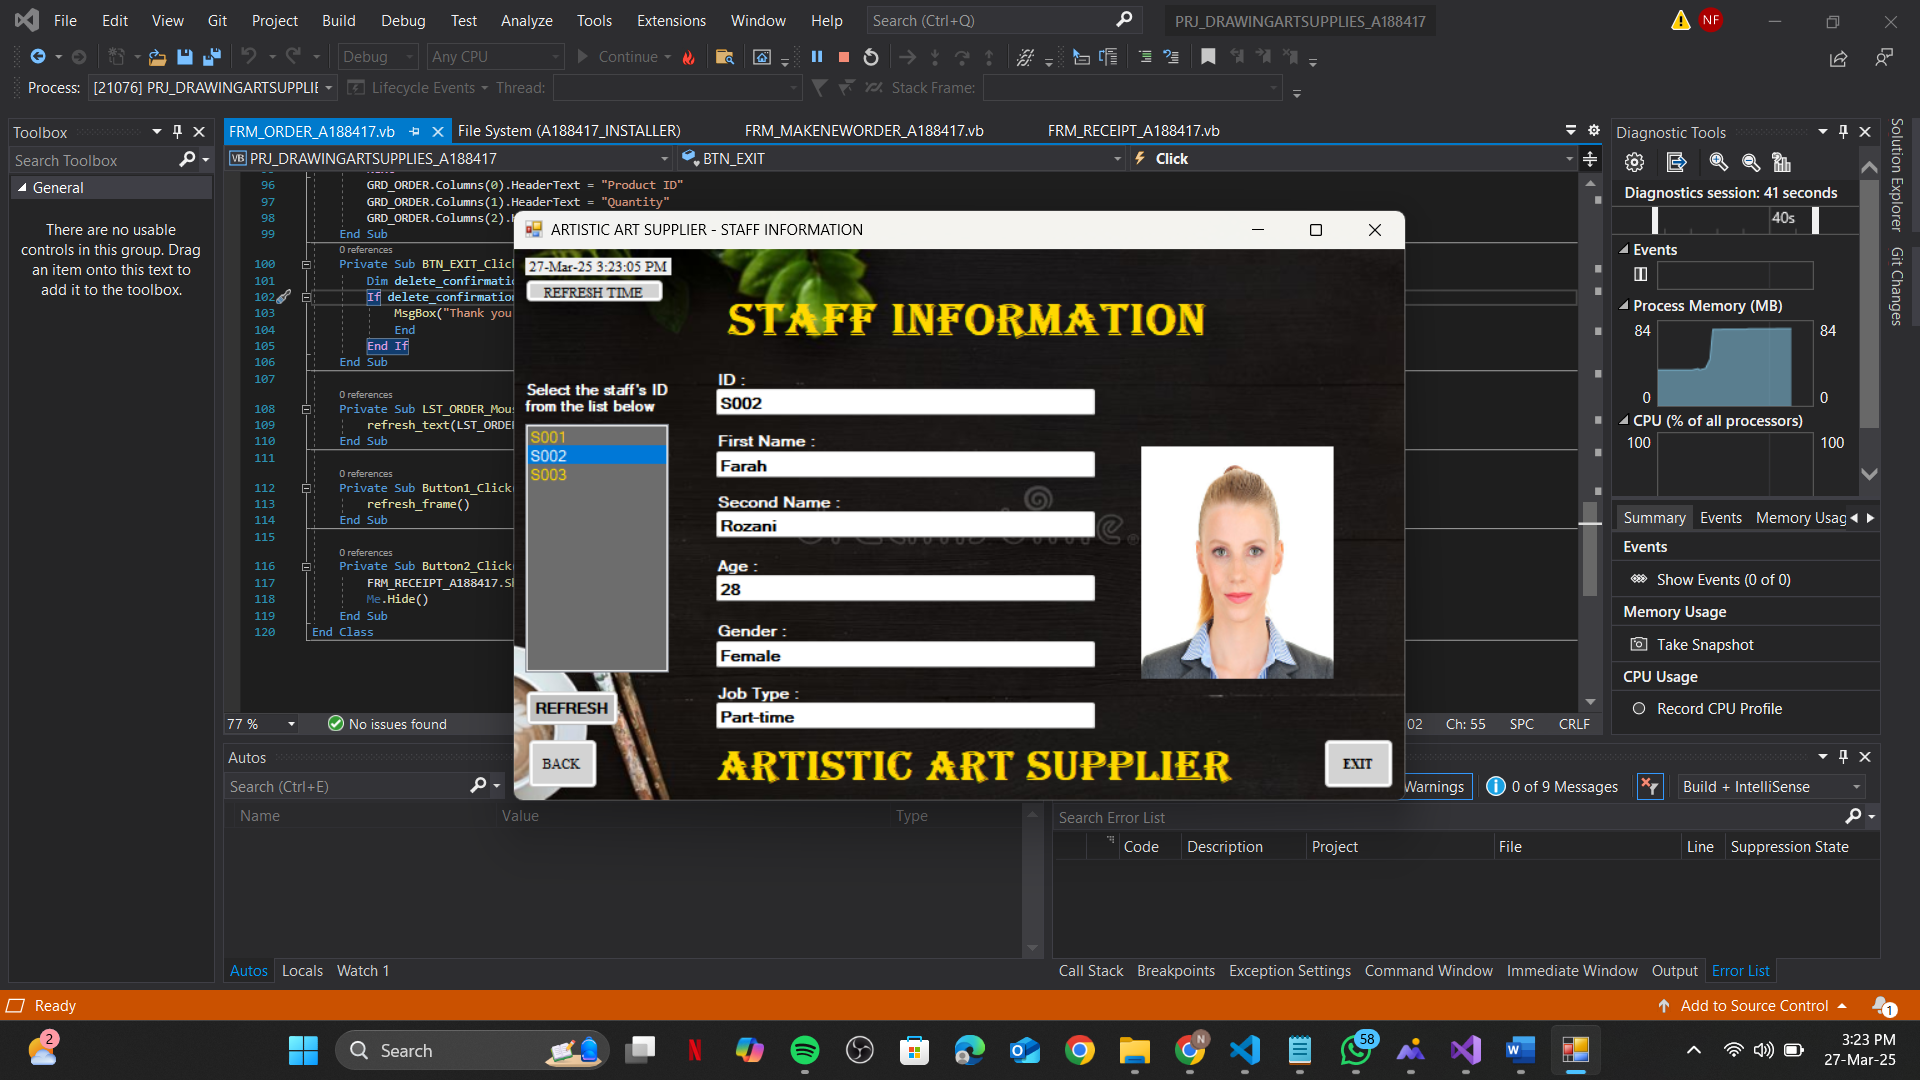 File Edit View Git Project Build Debug Test Analyze Tools Extensions Window Help Search (Ctrl+Q) PRJ_DRAWINGARTSUPPLIES_A188417 NF
Debug Any CPU Continue
Process: [21076] PRJ_DRAWINGARTSUPPLIE Lifecycle Events Thread: Stack Frame:
Toolbox
Search Toolbox
General
There are no usable
controls in this group. Drag
an item onto this text to
add it to the toolbox.
FRM_ORDER_A188417.vb File System (A188417_INSTALLER) FRM_MAKENEWORDER_A188417.vb FRM_RECEIPT_A188417.vb
VB PRJ_DRAWINGARTSUPPLIES_A188417 BTN_EXIT Click
96 GRD_ORDER.Columns(0).HeaderText = "Product ID"
97 GRD_ORDER.Columns(1).HeaderText = "Quantity"
98 GRD_ORDER.Columns(2).H
99 End Sub
0 references
100 Private Sub BTN_EXIT_Click
101 Dim delete_confirmatio
102 If delete_confirmation
103 MsgBox("Thank you
104 End
105 End If
106 End Sub
107
0 references
108 Private Sub LST_ORDER_Mous
109 refresh_text(LST_ORDE
110 End Sub
111
0 references
112 Private Sub Button1_Click(
113 refresh_frame()
114 End Sub
115
0 references
116 Private Sub Button2_Click(
117 FRM_RECEIPT_A188417.S
118 Me.Hide()
119 End Sub
120 End Class
77 % No issues found
02 Ch: 55 SPC CRLF
ARTISTIC ART SUPPLIER - STAFF INFORMATION
27-Mar-25 3:23:05 PM
REFRESH TIME
STAFF INFORMATION
Select the staff's ID
from the list below
S001
S002
S003
REFRESH
BACK
ID :
S002
First Name :
Farah
Second Name :
Rozani
Age :
28
Gender :
Female
Job Type :
Part-time
ARTISTIC ART SUPPLIER
EXIT
Diagnostic Tools
Diagnostics session: 41 seconds
40s
Events
Process Memory (MB)
84 84
0 0
CPU (% of all processors)
100 100
Summary Events Memory Usag
Events
Show Events (0 of 0)
Memory Usage
Take Snapshot
CPU Usage
Record CPU Profile
Solution Explorer
Git Changes
Autos
Search (Ctrl+E)
Name Value Type
Autos Locals Watch 1
Warnings 0 of 9 Messages Build + IntelliSense
Search Error List
Code Description Project File Line Suppression State
Call Stack Breakpoints Exception Settings Command Window Immediate Window Output Error List
Ready Add to Source Control 1
2 Search N 58 3:23 PM
27-Mar-25